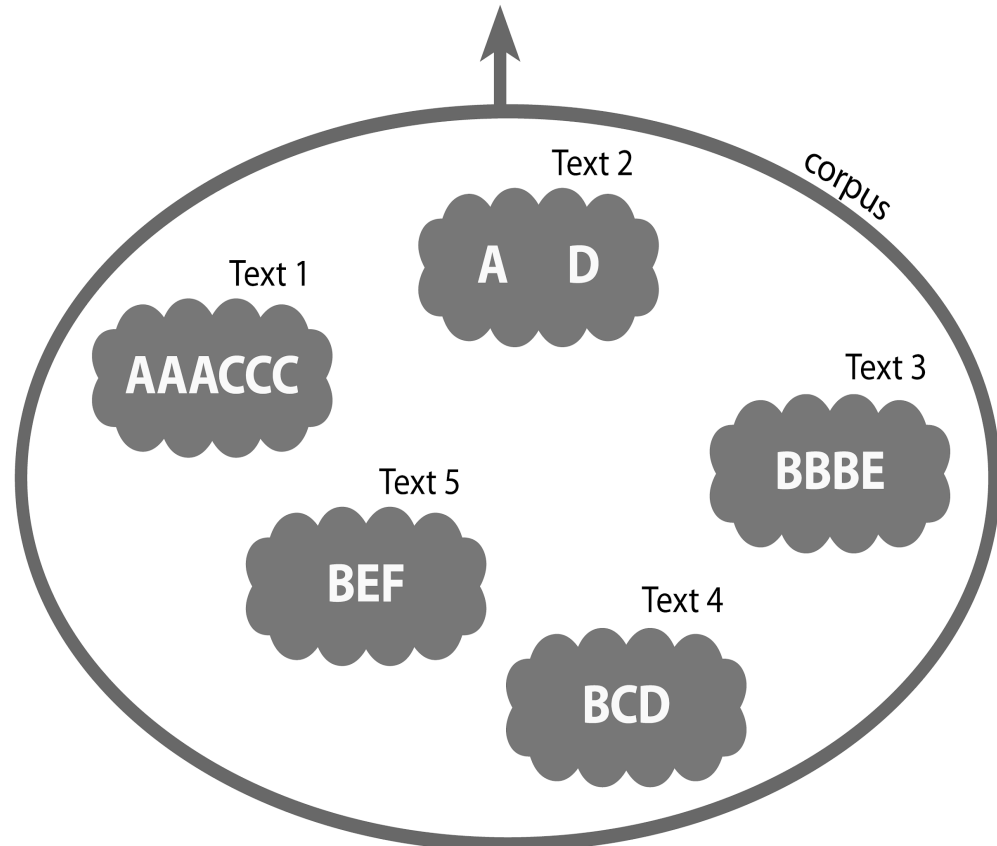 corpus
Text 2
A D
Text 1
AAACCC
Text 3
BBBE
Text 5
BEF
Text 4
BCD